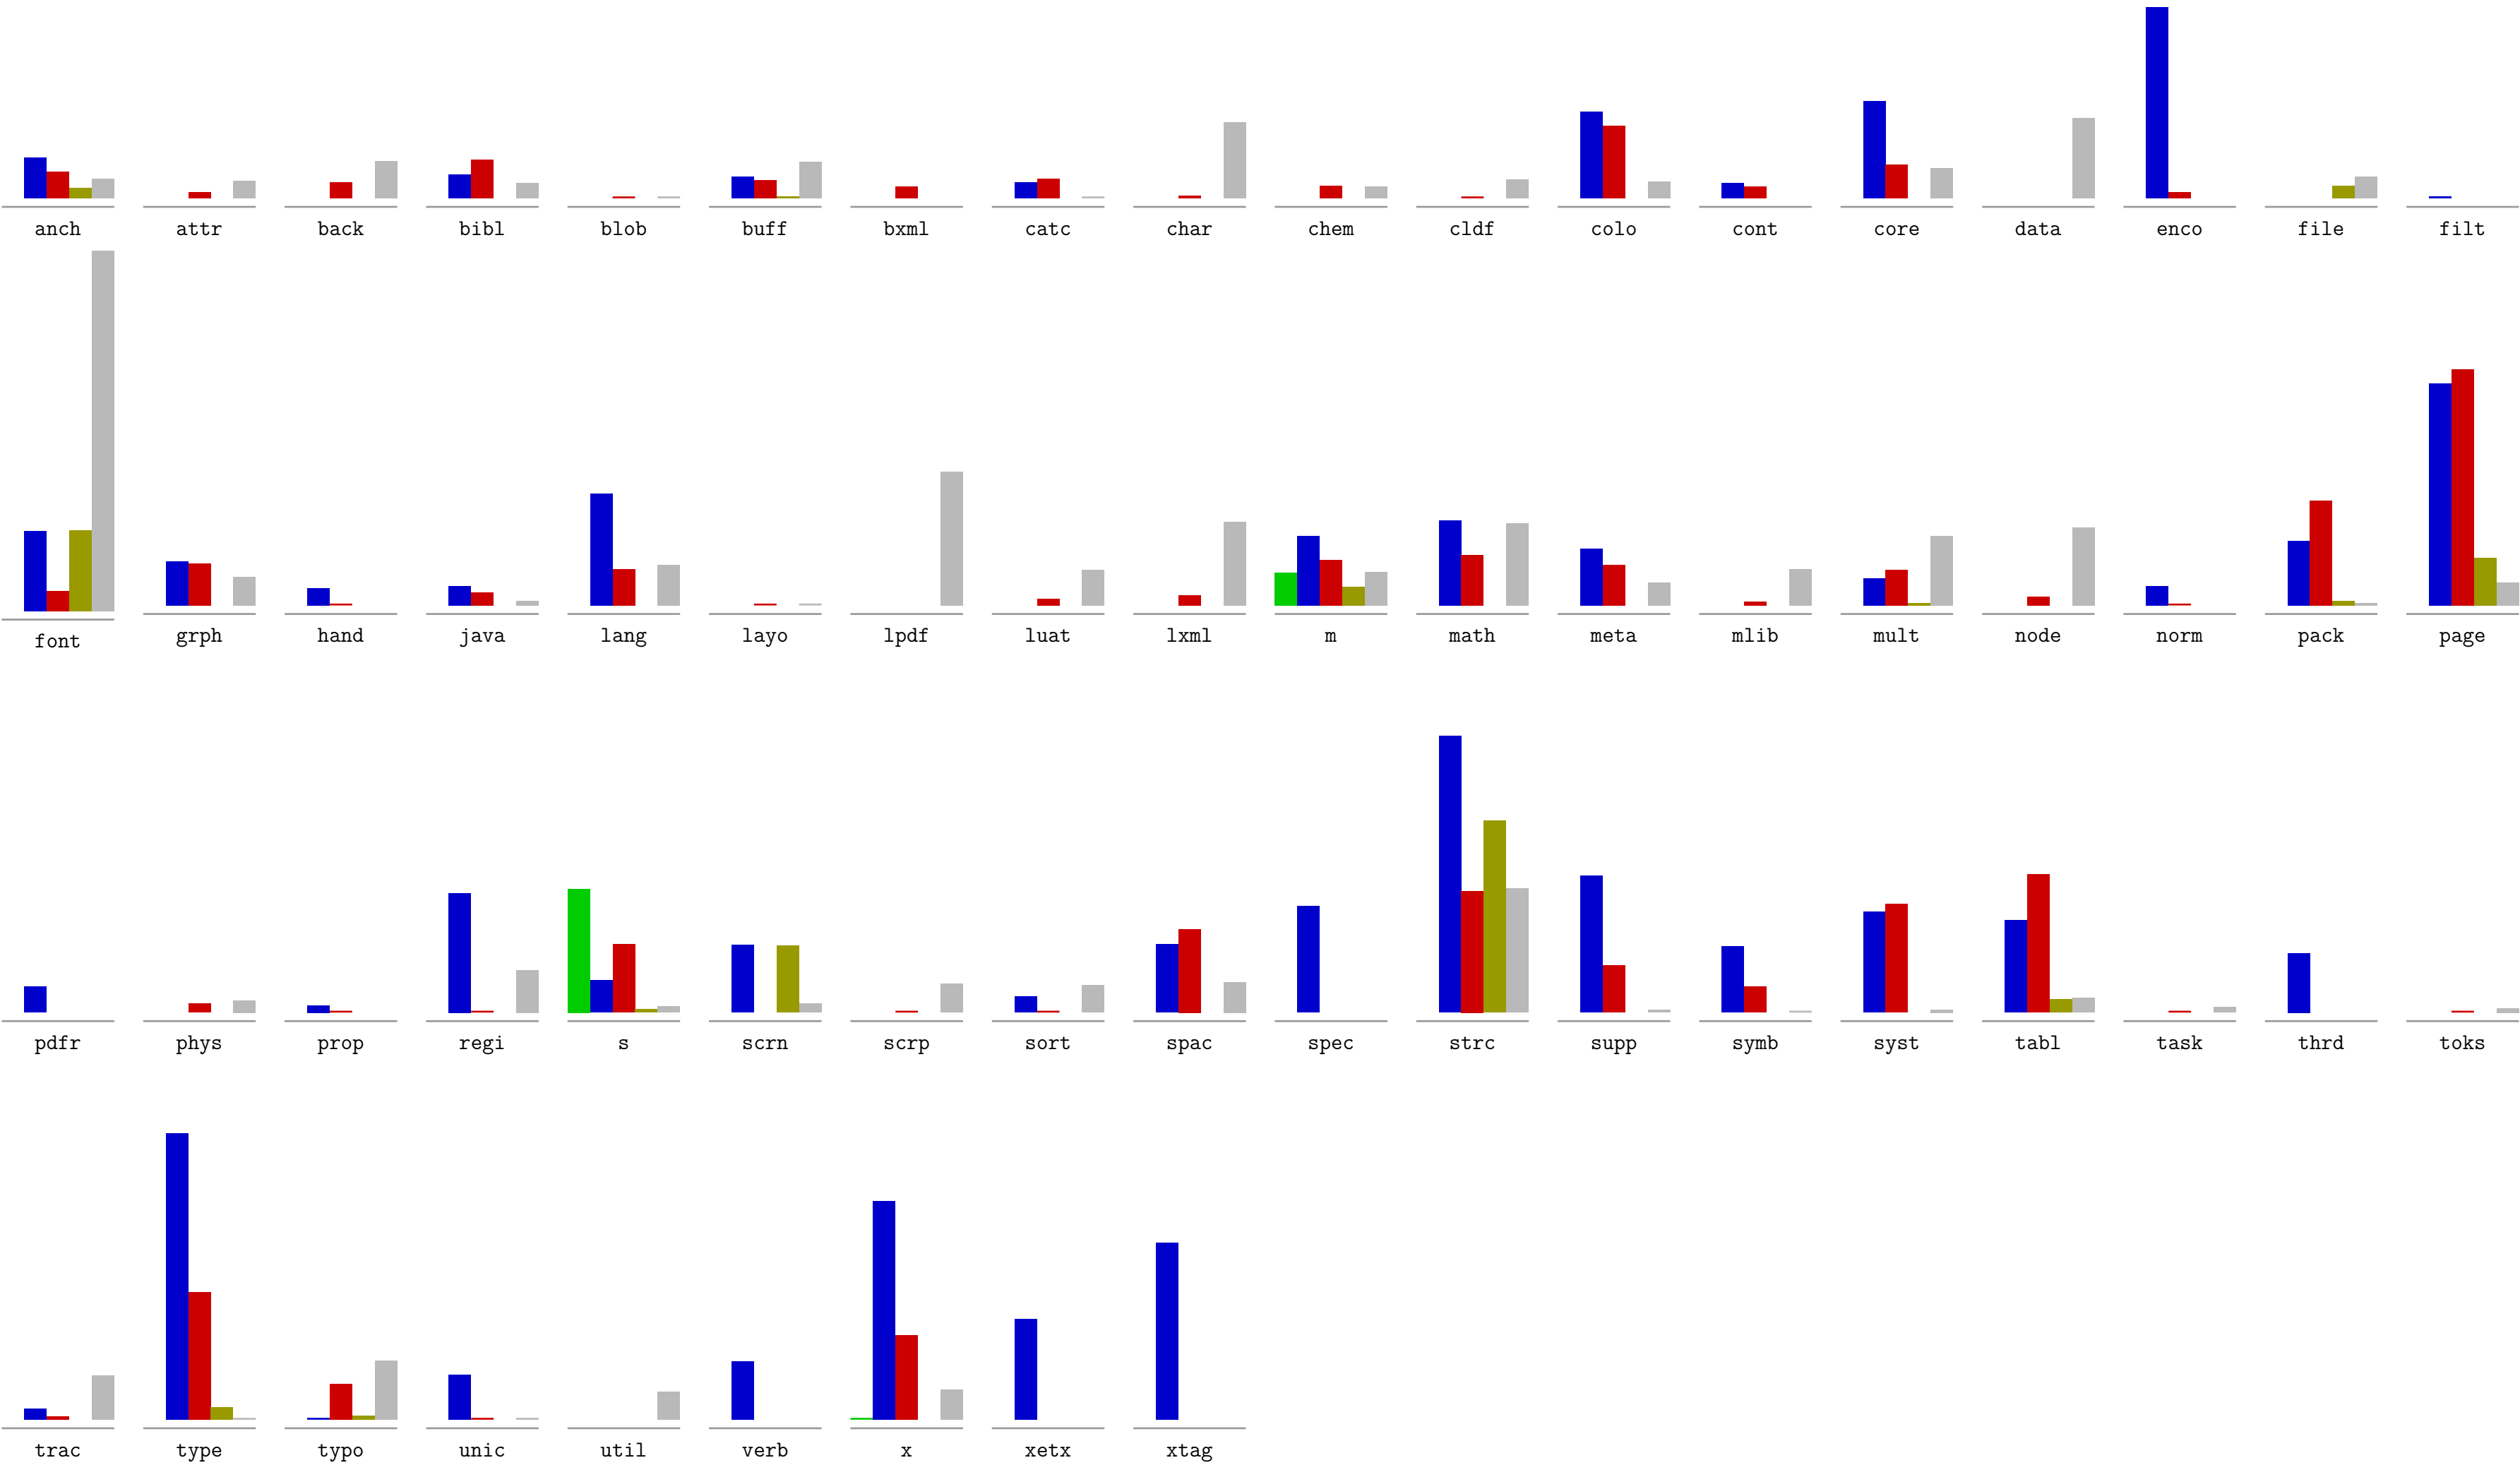 anch attr back bibl blob buff bxml catc char chem cldf colo cont core data enco file filt
font grph hand java lang layo lpdf luat lxml m math meta mlib mult node norm pack page
pdfr phys prop regi s scrn scrp sort spac spec strc supp symb syst tabl task thrd toks
trac type typo unic util verb x xetx xtag